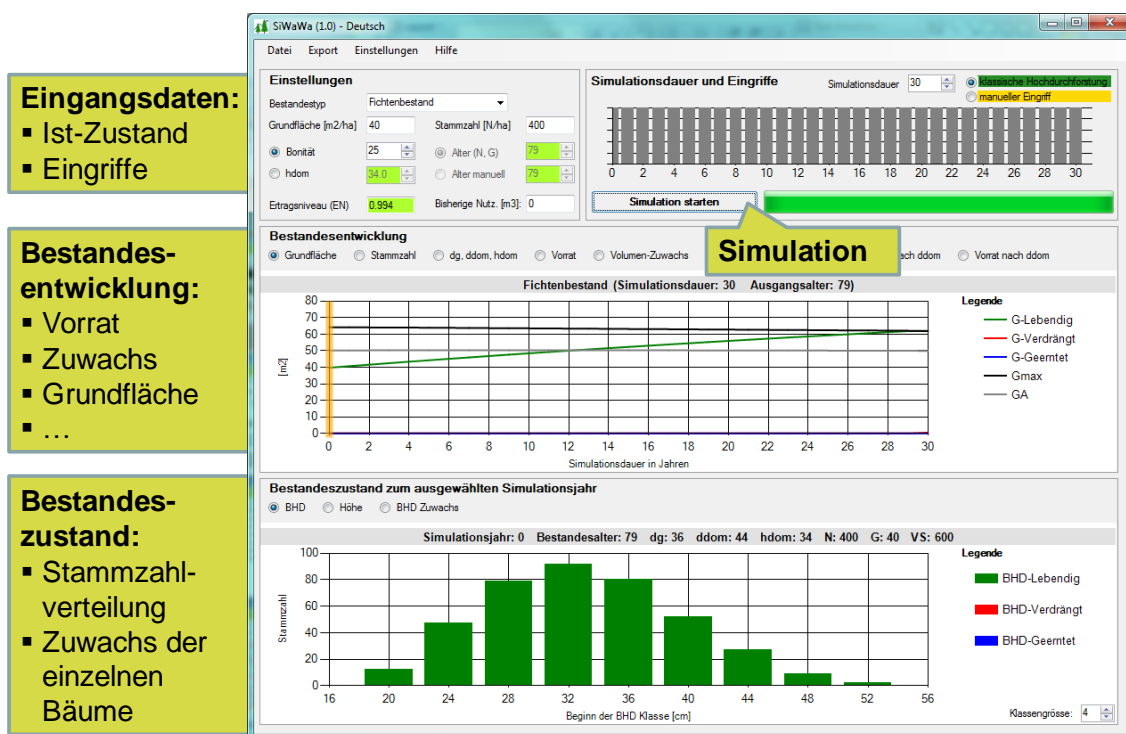 SiWaWa (1.0) - Deutsch
Datei Export Einstellungen Hilfe
Eingangsdaten:
▪ Ist-Zustand
▪ Eingriffe
Einstellungen
Bestandestyp Fichtenbestand
Grundfläche [m2/ha] 40 Stammzahl [N/ha] 400
Bonität 25 Alter (N, G) 79
hdom 34.0 Alter manuell 79
Ertragsniveau (EN) 0.994 Bisherige Nutz. [m3]: 0
Simulationsdauer und Eingriffe Simulationsdauer 30 klassische Hochdurchforstung
manueller Eingriff
0 2 4 6 8 10 12 14 16 18 20 22 24 26 28 30
Simulation starten
Simulation
Bestandes-
entwicklung:
▪ Vorrat
▪ Zuwachs
▪ Grundfläche
▪ …
Bestandesentwicklung
Grundfläche Stammzahl dg, ddom, hdom Vorrat Volumen-Zuwachs ach ddom Vorrat nach ddom
Fichtenbestand (Simulationsdauer: 30 Ausgangsalter: 79)
80
70
60
50
40
30
20
10
0
[m2]
0 2 4 6 8 10 12 14 16 18 20 22 24 26 28 30
Simulationsdauer in Jahren
Legende
G-Lebendig
G-Verdrängt
G-Geerntet
Gmax
GA
Bestandes-
zustand:
▪ Stammzahl-
verteilung
▪ Zuwachs der
einzelnen
Bäume
Bestandeszustand zum ausgewählten Simulationsjahr
BHD Höhe BHD Zuwachs
Simulationsjahr: 0 Bestandesalter: 79 dg: 36 ddom: 44 hdom: 34 N: 400 G: 40 VS: 600
100
80
60
40
20
0
Stammzahl
16 20 24 28 32 36 40 44 48 52 56
Beginn der BHD Klasse [cm]
Legende
BHD-Lebendig
BHD-Verdrängt
BHD-Geerntet
Klassengrösse: 4